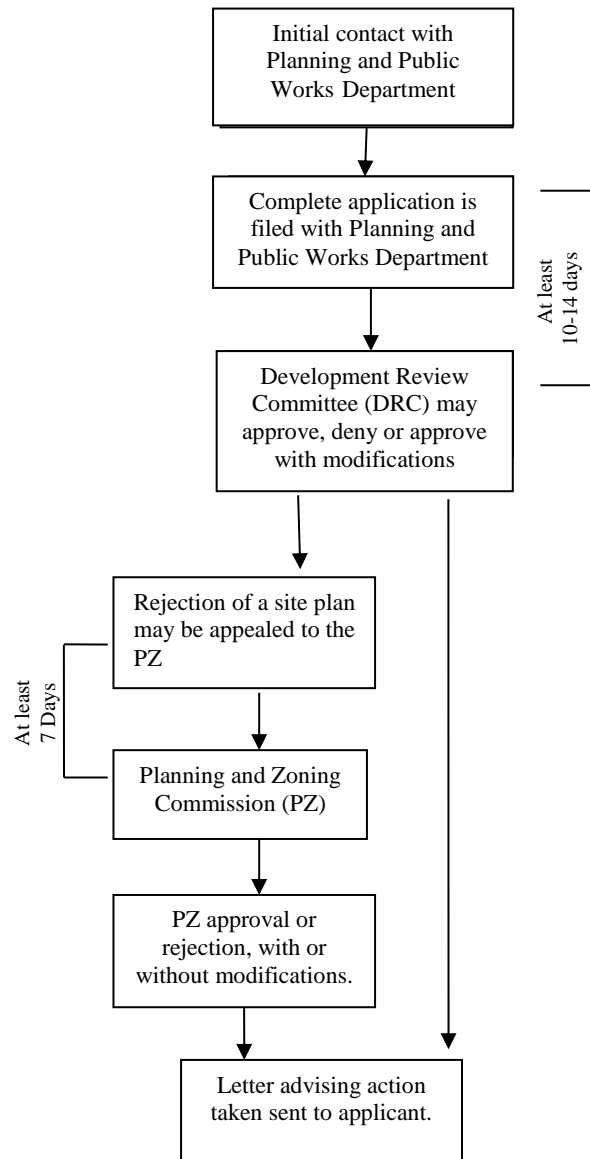 Initial contact with
Planning and Public
Works Department
Complete application is
filed with Planning and
Public Works Department
At least
10-14 days
Development Review
Committee (DRC) may
approve, deny or approve
with modifications
Rejection of a site plan
may be appealed to the
PZ
At least
7 Days
Planning and Zoning
Commission (PZ)
PZ approval or
rejection, with or
without modifications.
Letter advising action
taken sent to applicant.